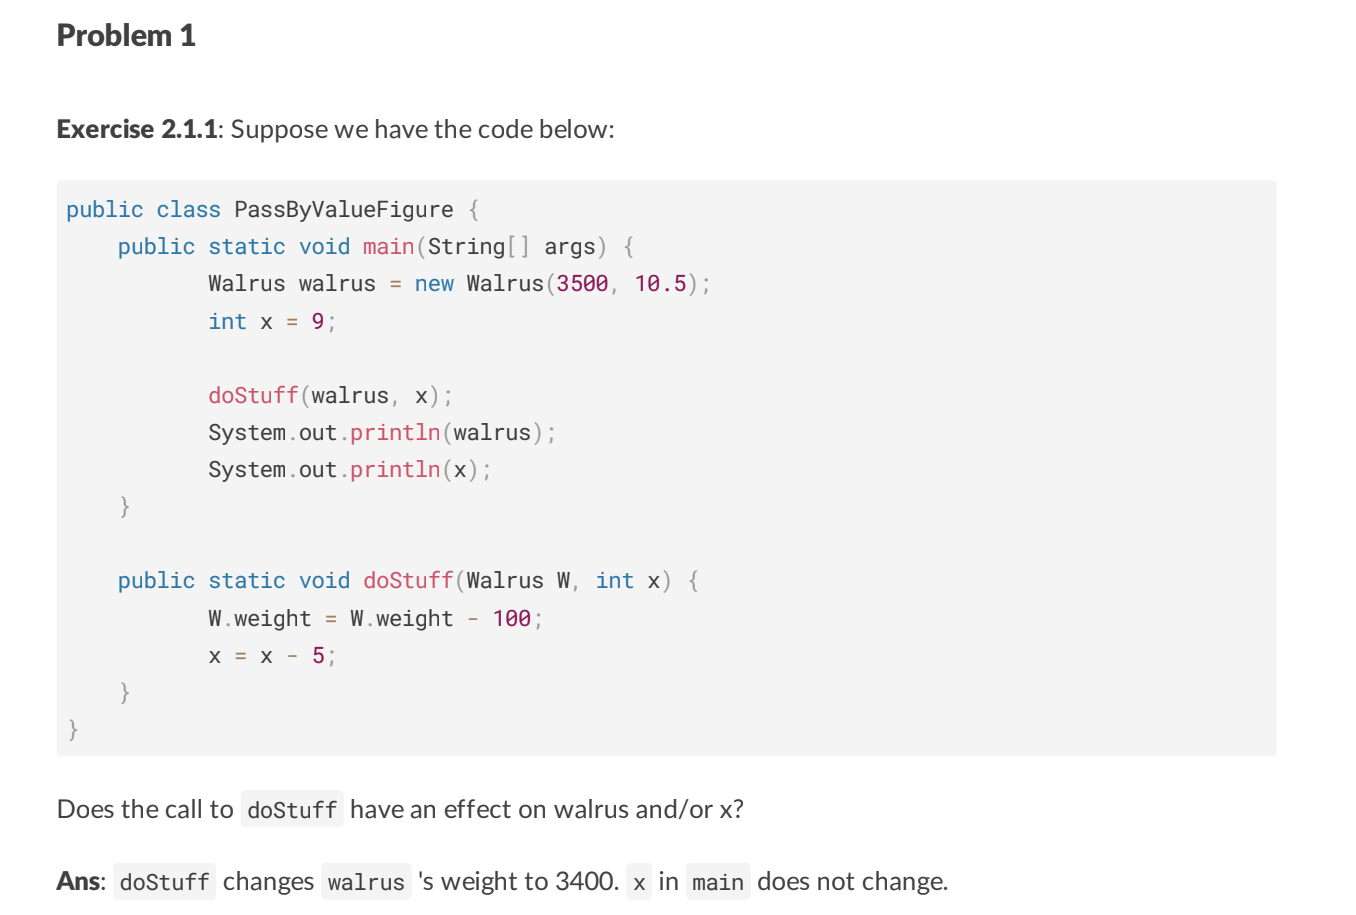 Problem 1
Exercise 2.1.1: Suppose we have the code below:
public class PassByValueFigure {
    public static void main(String[] args) {
           Walrus walrus = new Walrus(3500, 10.5);
           int x = 9;

           doStuff(walrus, x);
           System.out.println(walrus);
           System.out.println(x);
    }

    public static void doStuff(Walrus W, int x) {
           W.weight = W.weight - 100;
           x = x - 5;
    }
}
Does the call to doStuff have an effect on walrus and/or x?
Ans: doStuff changes walrus 's weight to 3400. x in main does not change.